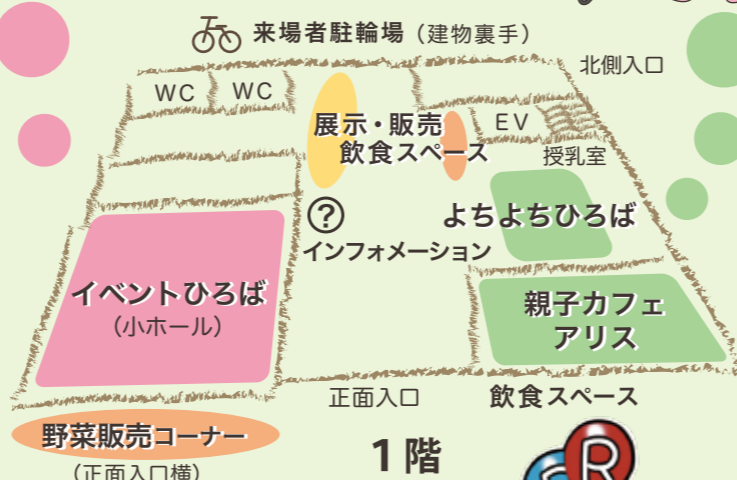 来場者駐輪場（建物裏手）
北側入口
WC
WC
展示・販売
飲食スペース
EV
授乳室
よちよちひろば
?
インフォメーション
イベントひろば
（小ホール）
親子カフェ
アリス
正面入口
飲食スペース
野菜販売コーナー
（正面入口横）
1階
R